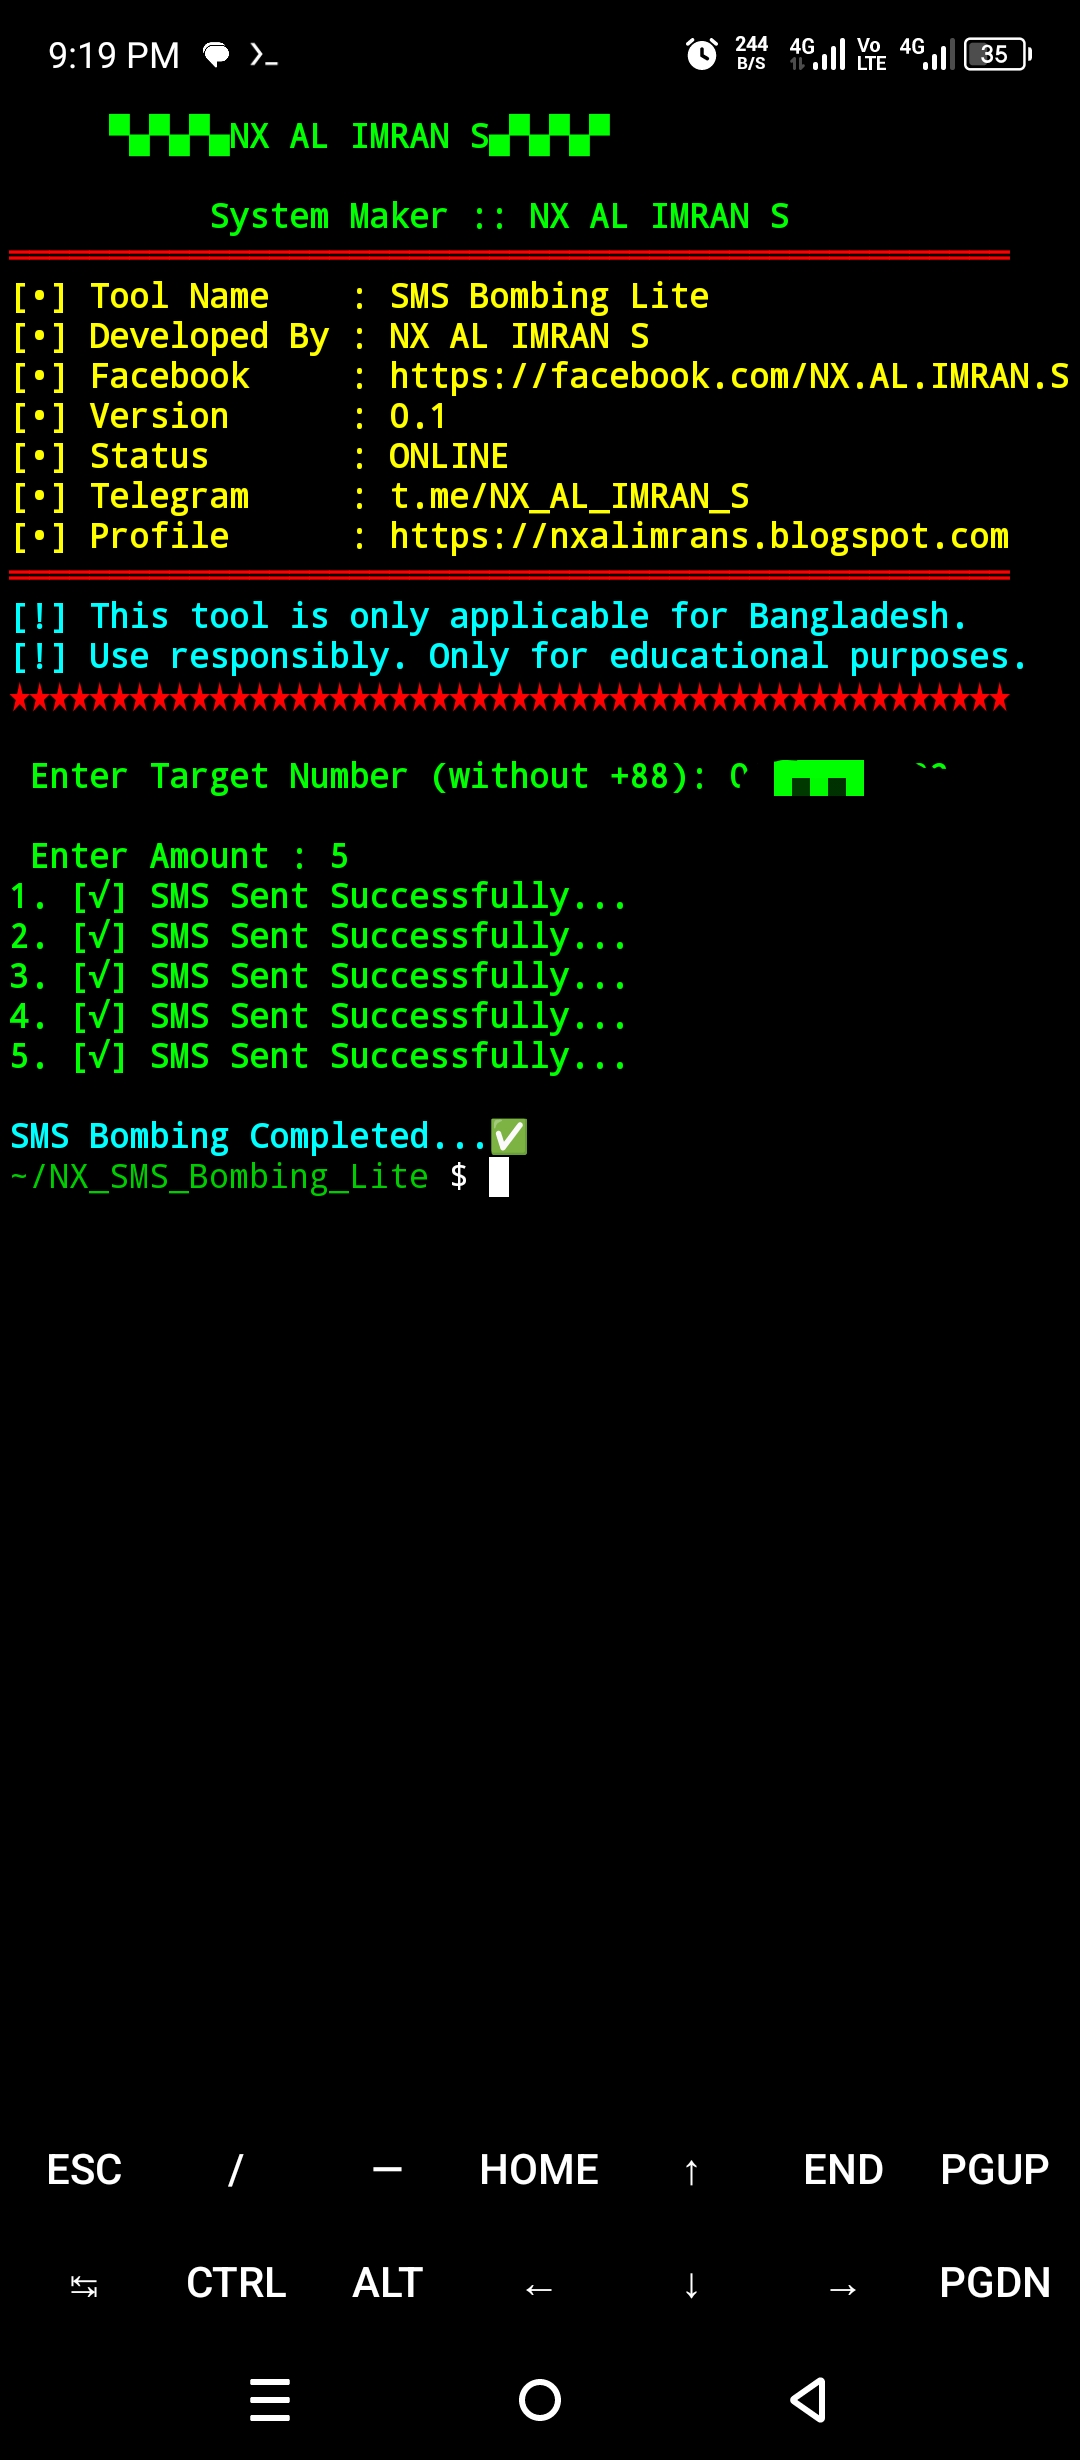 9:19 PM
244 B/S 4G Vo LTE 4G 35
NX AL IMRAN S
System Maker :: NX AL IMRAN S
[•] Tool Name : SMS Bombing Lite
[•] Developed By : NX AL IMRAN S
[•] Facebook : https://facebook.com/NX.AL.IMRAN.S
[•] Version : 0.1
[•] Status : ONLINE
[•] Telegram : t.me/NX_AL_IMRAN_S
[•] Profile : https://nxalimrans.blogspot.com
[!] This tool is only applicable for Bangladesh.
[!] Use responsibly. Only for educational purposes.
★★★★★★★★★★★★★★★★★★★★★★★★★★★★★★★★★★★★★★★★★★★★★★★★★★
Enter Target Number (without +88):
Enter Amount : 5
1. [√] SMS Sent Successfully...
2. [√] SMS Sent Successfully...
3. [√] SMS Sent Successfully...
4. [√] SMS Sent Successfully...
5. [√] SMS Sent Successfully...
SMS Bombing Completed...✅
~/NX_SMS_Bombing_Lite $
ESC / — HOME ↑ END PGUP
↹ CTRL ALT ← ↓ → PGDN